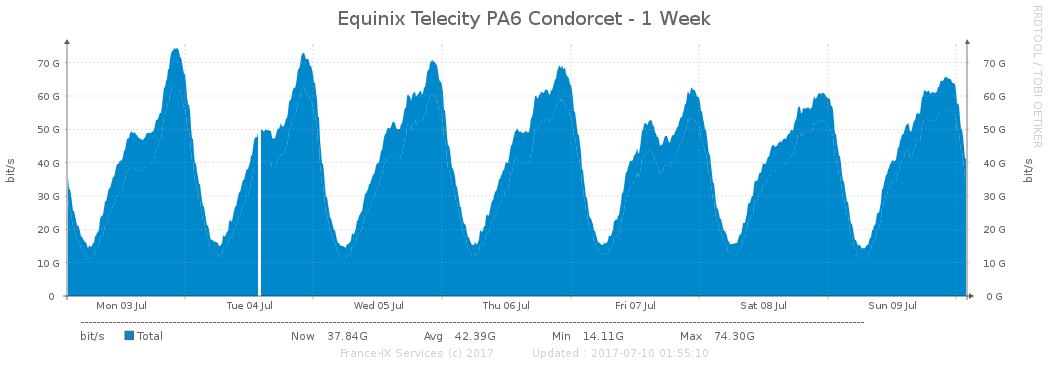 Equinix Telecity PA6 Condorcet - 1 Week
RRDTOOL / TOBI OETIKER
bit/s
70 G 70 G
60 G 60 G
50 G 50 G
40 G 40 G
30 G 30 G
20 G 20 G
10 G 10 G
0 0 G
bit/s
Mon 03 Jul Tue 04 Jul Wed 05 Jul Thu 06 Jul Fri 07 Jul Sat 08 Jul Sun 09 Jul
bit/s Total Now 37.84G Avg 42.39G Min 14.11G Max 74.30G
France-IX Services (c) 2017 Updated : 2017-07-10 01:55:10